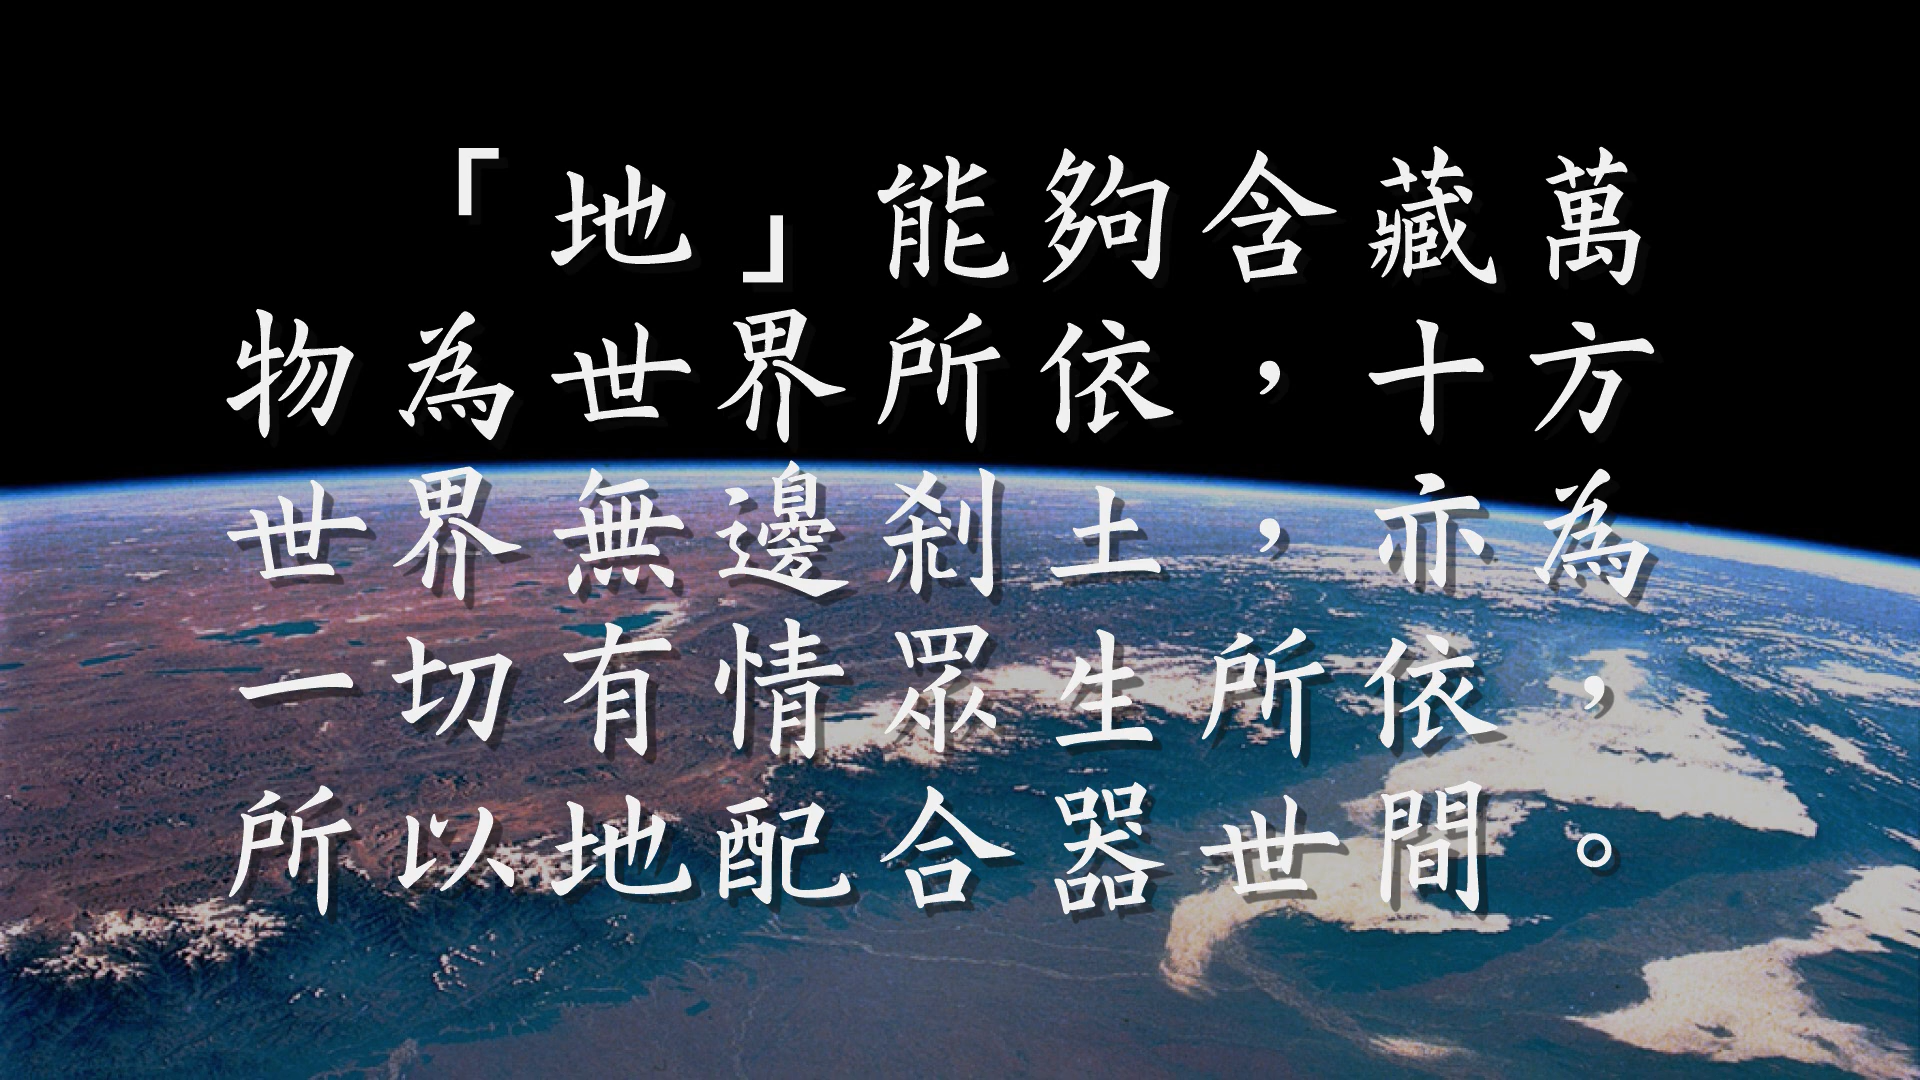 「地」能夠含藏萬
物為世界所依，十方
世界無邊剎土，亦為
一切有情眾生所依，
所以地配合器世間。